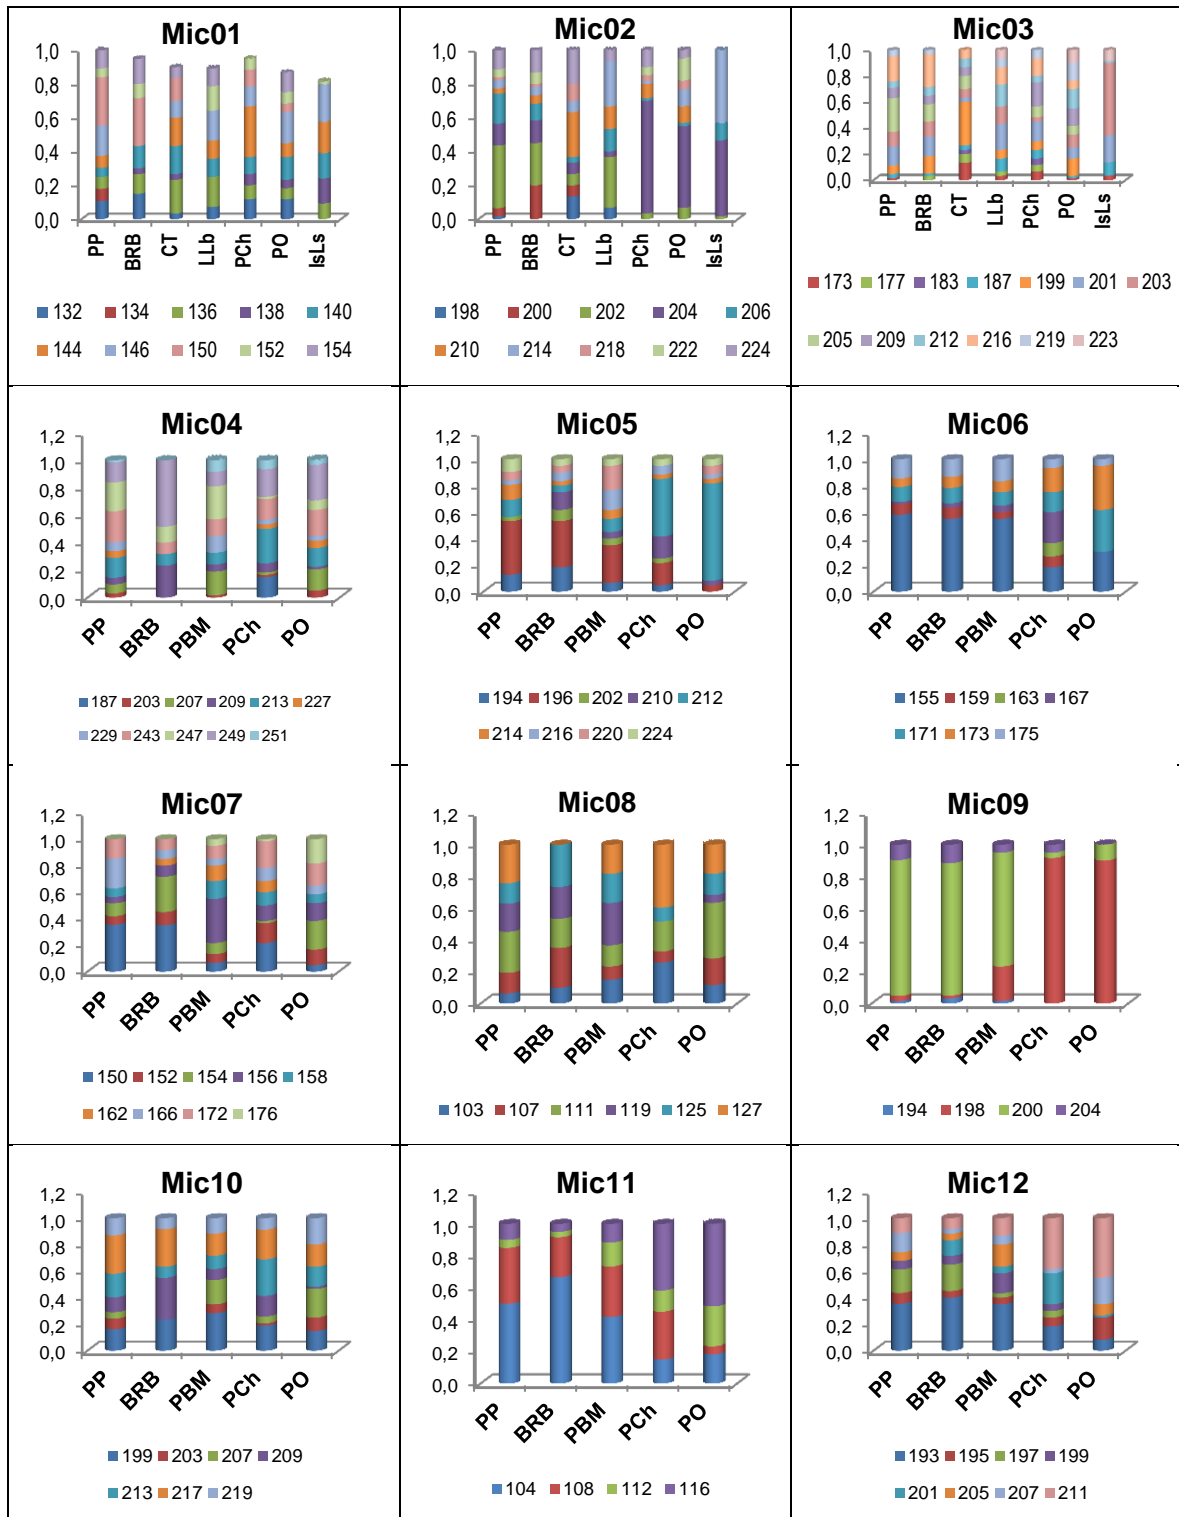 Mic01
1,0
0,8
0,6
0,4
0,2
0,0
PP BRB CT LLb PCh PO IsLs
132 134 136 138 140
144 146 150 152 154
Mic02
1,0
0,8
0,6
0,4
0,2
0,0
PP BRB CT LLb PCh PO IsLs
198 200 202 204 206
210 214 218 222 224
Mic03
1,0
0,8
0,6
0,4
0,2
0,0
PP BRB CT LLb PCh PO IsLs
173 177 183 187 199 201 203
205 209 212 216 219 223
Mic04
1,2
1,0
0,8
0,6
0,4
0,2
0,0
PP BRB PBM PCh PO
187 203 207 209 213 227
229 243 247 249 251
Mic05
1,2
1,0
0,8
0,6
0,4
0,2
0,0
PP BRB PBM PCh PO
194 196 202 210 212
214 216 220 224
Mic06
1,2
1,0
0,8
0,6
0,4
0,2
0,0
PP BRB PBM PCh PO
155 159 163 167
171 173 175
Mic07
1,2
1,0
0,8
0,6
0,4
0,2
0,0
PP BRB PBM PCh PO
150 152 154 156 158
162 166 172 176
Mic08
1,2
1,0
0,8
0,6
0,4
0,2
0,0
PP BRB PBM PCh PO
103 107 111 119 125 127
Mic09
1,2
1,0
0,8
0,6
0,4
0,2
0,0
PP BRB PBM PCh PO
194 198 200 204
Mic10
1,2
1,0
0,8
0,6
0,4
0,2
0,0
PP BRB PBM PCh PO
199 203 207 209
213 217 219
Mic11
1,2
1,0
0,8
0,6
0,4
0,2
0,0
PP BRB PBM PCh PO
104 108 112 116
Mic12
1,2
1,0
0,8
0,6
0,4
0,2
0,0
PP BRB PBM PCh PO
193 195 197 199
201 205 207 211